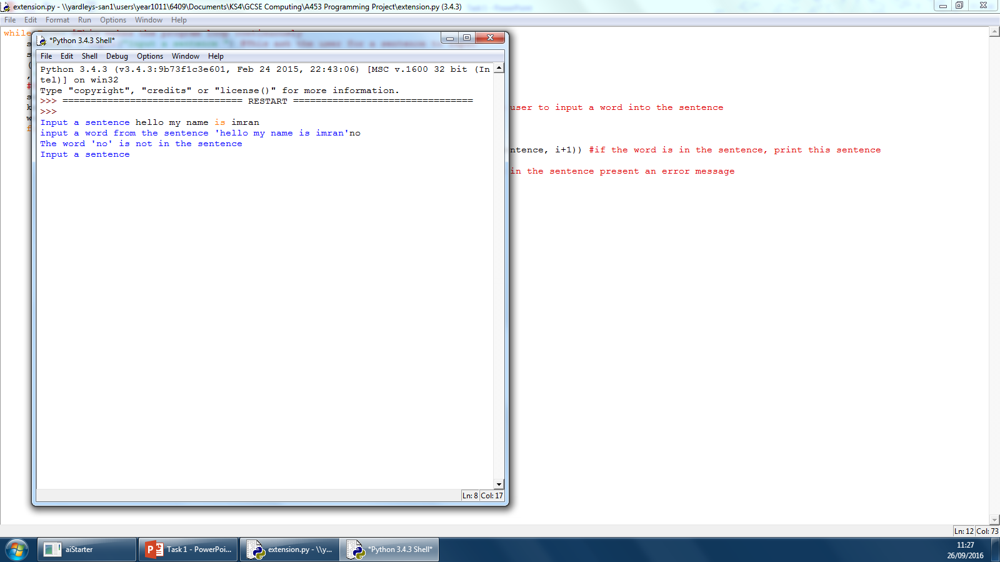 extension.py - \\yardleys-san1\users\year1011\6409\Documents\KS4\GCSE Computing\A453 Programming Project\extension.py (3.4.3)
File Edit Format Run Options Window Help
while
*Python 3.4.3 Shell*
File Edit Shell Debug Options Window Help
Python 3.4.3 (v3.4.3:9b73f1c3e601, Feb 24 2015, 22:43:06) [MSC v.1600 32 bit (In
tel)] on win32
Type "copyright", "credits" or "license()" for more information.
>>> ================================ RESTART ================================
>>>
Input a sentence hello my name is imran
input a word from the sentence 'hello my name is imran'no
The word 'no' is not in the sentence
Input a sentence
user to input a word into the sentence
ntence, i+1)) #if the word is in the sentence, print this sentence
in the sentence present an error message
Ln: 8 Col: 17
Ln: 12 Col: 73
aiStarter
Task 1 - PowerPoi...
extension.py - \\y...
*Python 3.4.3 Shell*
11:27
26/09/2016